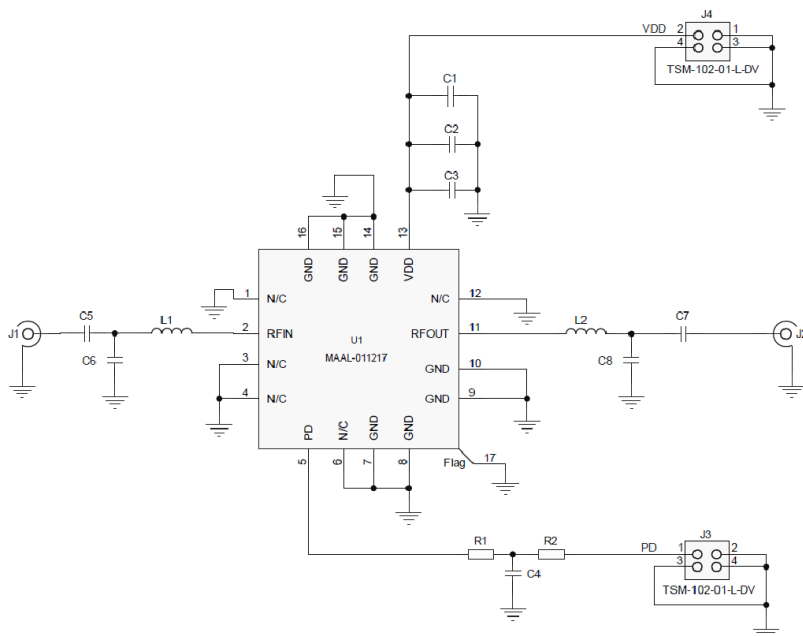 J4
VDD 2 1
4 3
TSM-102-01-L-DV
C1
C2
C3
16 15 14 13
GND GND GND VDD
1 N/C N/C 12
J1 C5 L1 2 RFIN U1 RFOUT 11 L2 C7 J2
C6 MAAL-011217 C8
3 N/C GND 10
4 N/C GND 9
PD N/C GND GND
Flag 17
5 6 7 8
J3
R1 R2 PD 1 2
3 4
C4
TSM-102-01-L-DV